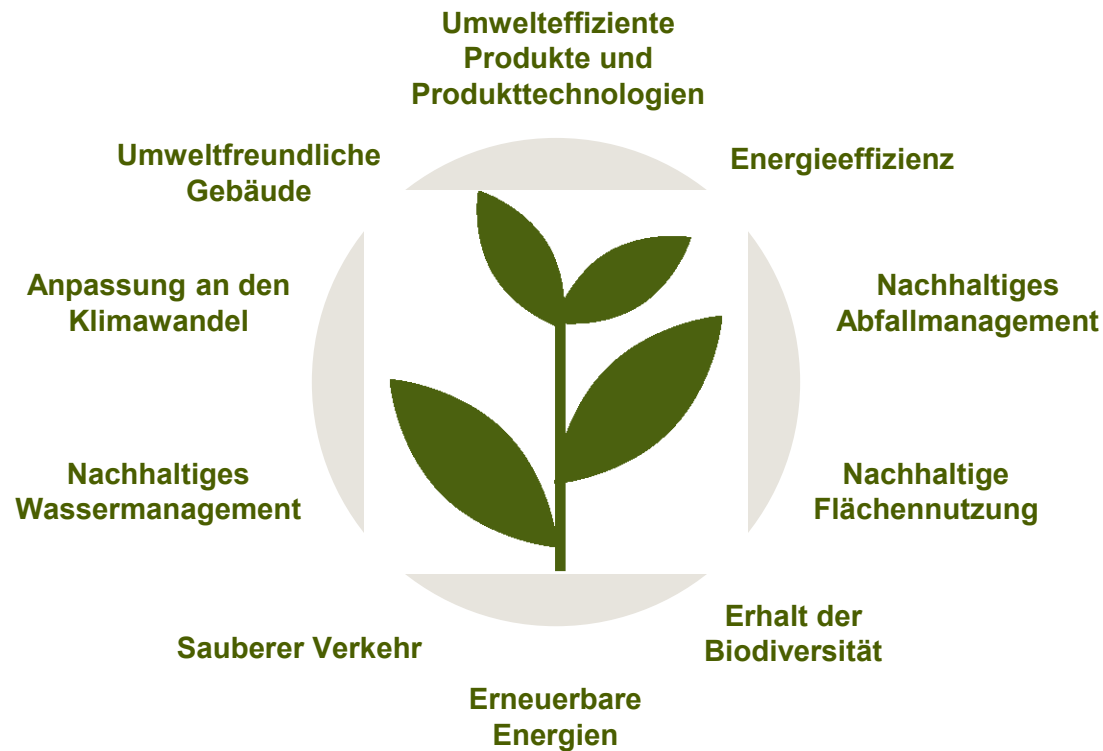 Umwelteffiziente
Produkte und
Produkttechnologien
Energieeffizienz
Nachhaltiges
Abfallmanagement
Nachhaltige
Flächennutzung
Erhalt der
Biodiversität
Erneuerbare
Energien
Sauberer Verkehr
Nachhaltiges
Wassermanagement
Anpassung an den
Klimawandel
Umweltfreundliche
Gebäude